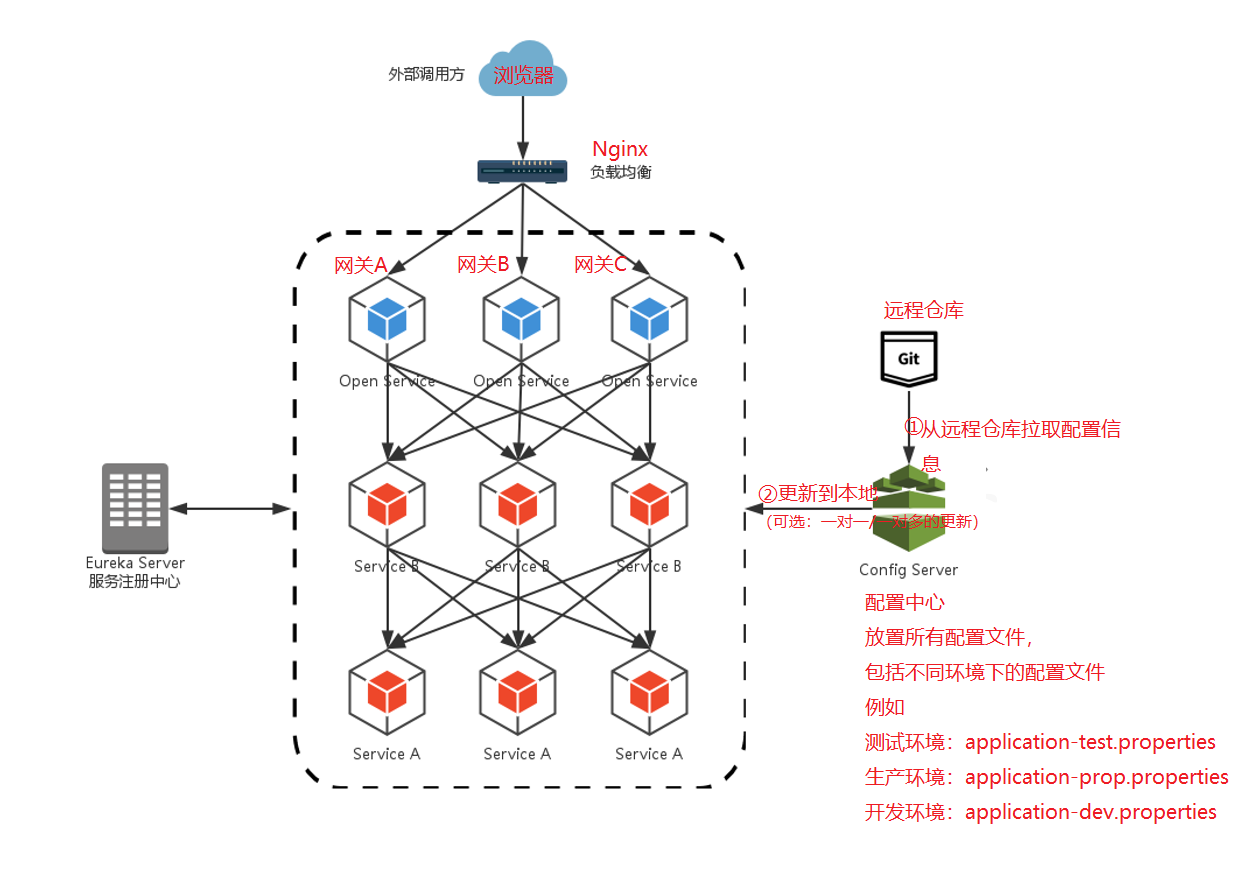 外部调用方
浏览器
Nginx
负载均衡
网关A
网关B
网关C
Open Service
Open Service
Open Service
Service B
Service B
Service B
Service A
Service A
Service A
Eureka Server
服务注册中心
远程仓库
Git
①从远程仓库拉取配置信
息
②更新到本地
(可选：一对一/一对多的更新)
Config Server
配置中心
放置所有配置文件，
包括不同环境下的配置文件
例如
测试环境：application-test.properties
生产环境：application-prop.properties
开发环境：application-dev.properties